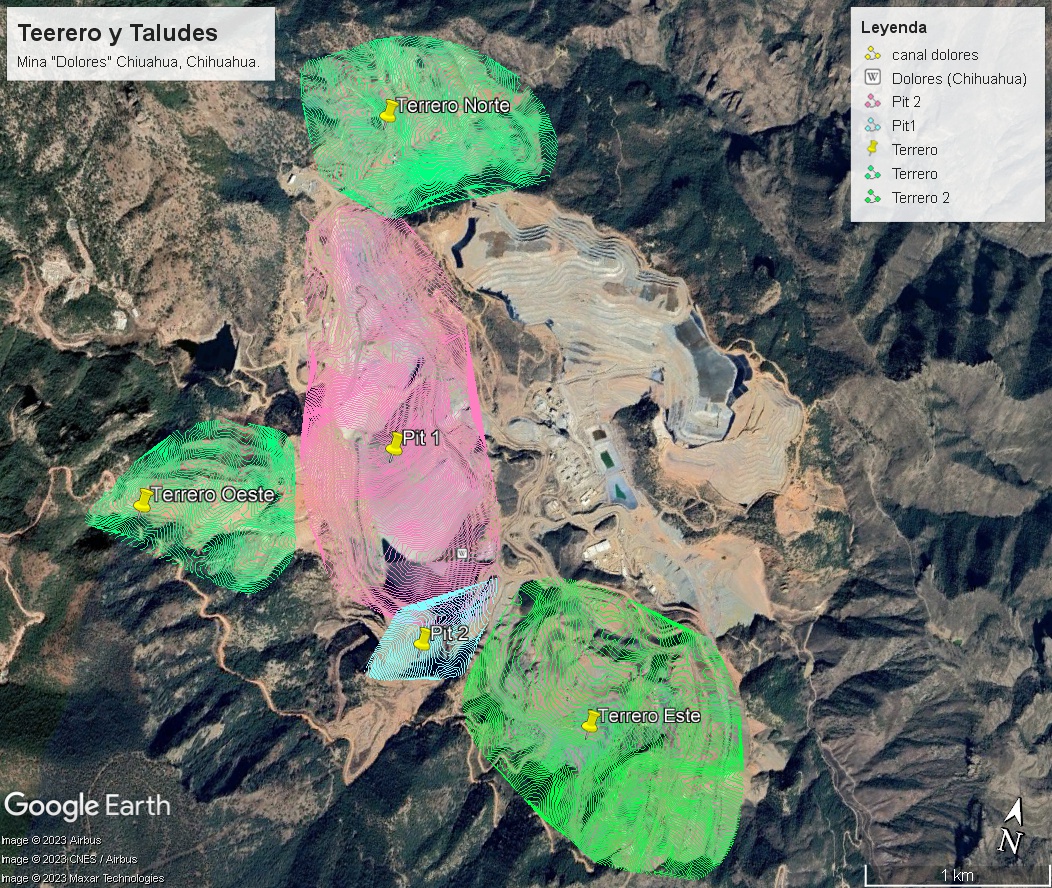 Teerero y Taludes
Mina "Dolores" Chiuahua, Chihuahua.
Leyenda
canal dolores
W Dolores (Chihuahua)
Pit 2
Pit1
Terrero
Terrero
Terrero 2
Terrero Norte
Pit 1
Terrero Oeste
W
Pit 2
Terrero Este
Google Earth
Image © 2023 Airbus
Image © 2023 CNES / Airbus
Image © 2023 Maxar Technologies
N
1 km